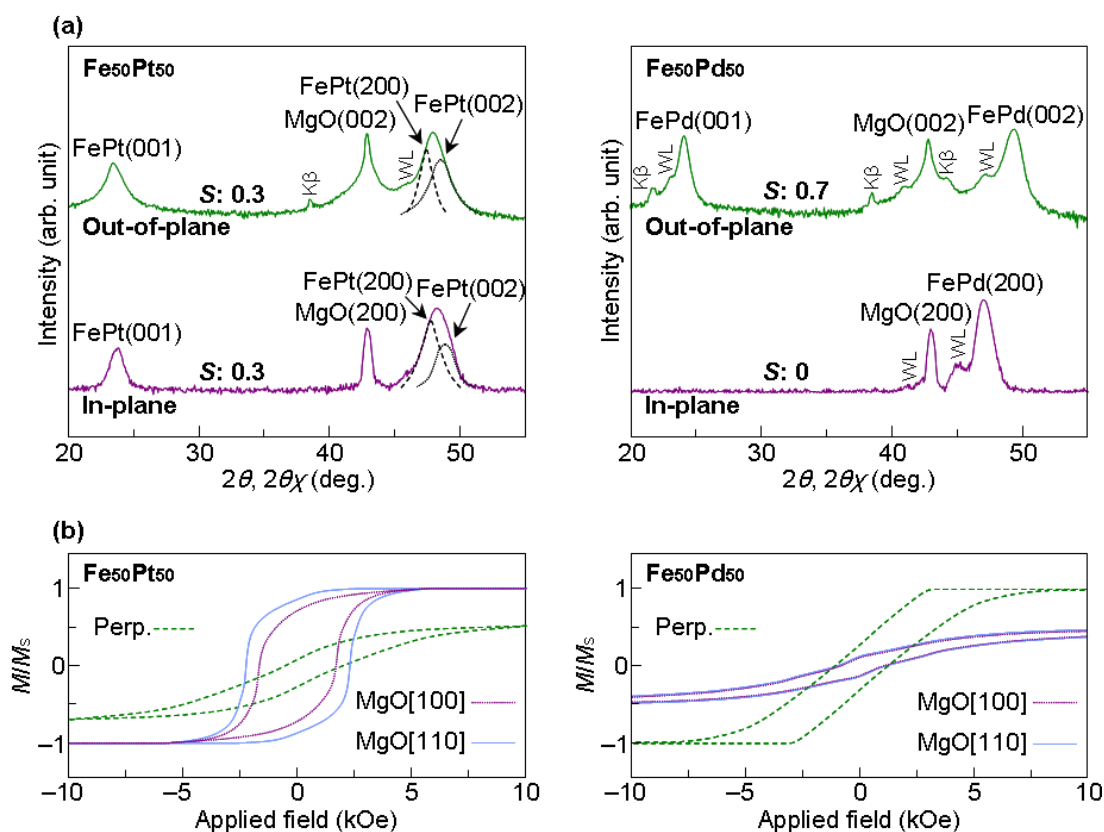 (a)
Fe50Pt50
FePt(200)
FePt(002)
MgO(002)
FePt(001)
WL
Kβ
S: 0.3
Out-of-plane
FePt(200)
FePt(002)
MgO(200)
FePt(001)
S: 0.3
In-plane
Intensity (arb. unit)
20
30
40
50
2θ, 2θχ (deg.)
Fe50Pd50
FePd(002)
MgO(002)
FePd(001)
Kβ
WL
Kβ
WL
Kβ
WL
S: 0.7
Out-of-plane
FePd(200)
MgO(200)
WL
WL
S: 0
In-plane
Intensity (arb. unit)
20
30
40
50
2θ, 2θχ (deg.)
(b)
Fe50Pt50
Perp.
MgO[100]
MgO[110]
M/MS
1
0
–1
–10
–5
0
5
10
Applied field (kOe)
Fe50Pd50
Perp.
MgO[100]
MgO[110]
M/MS
1
0
–1
–10
–5
0
5
10
Applied field (kOe)